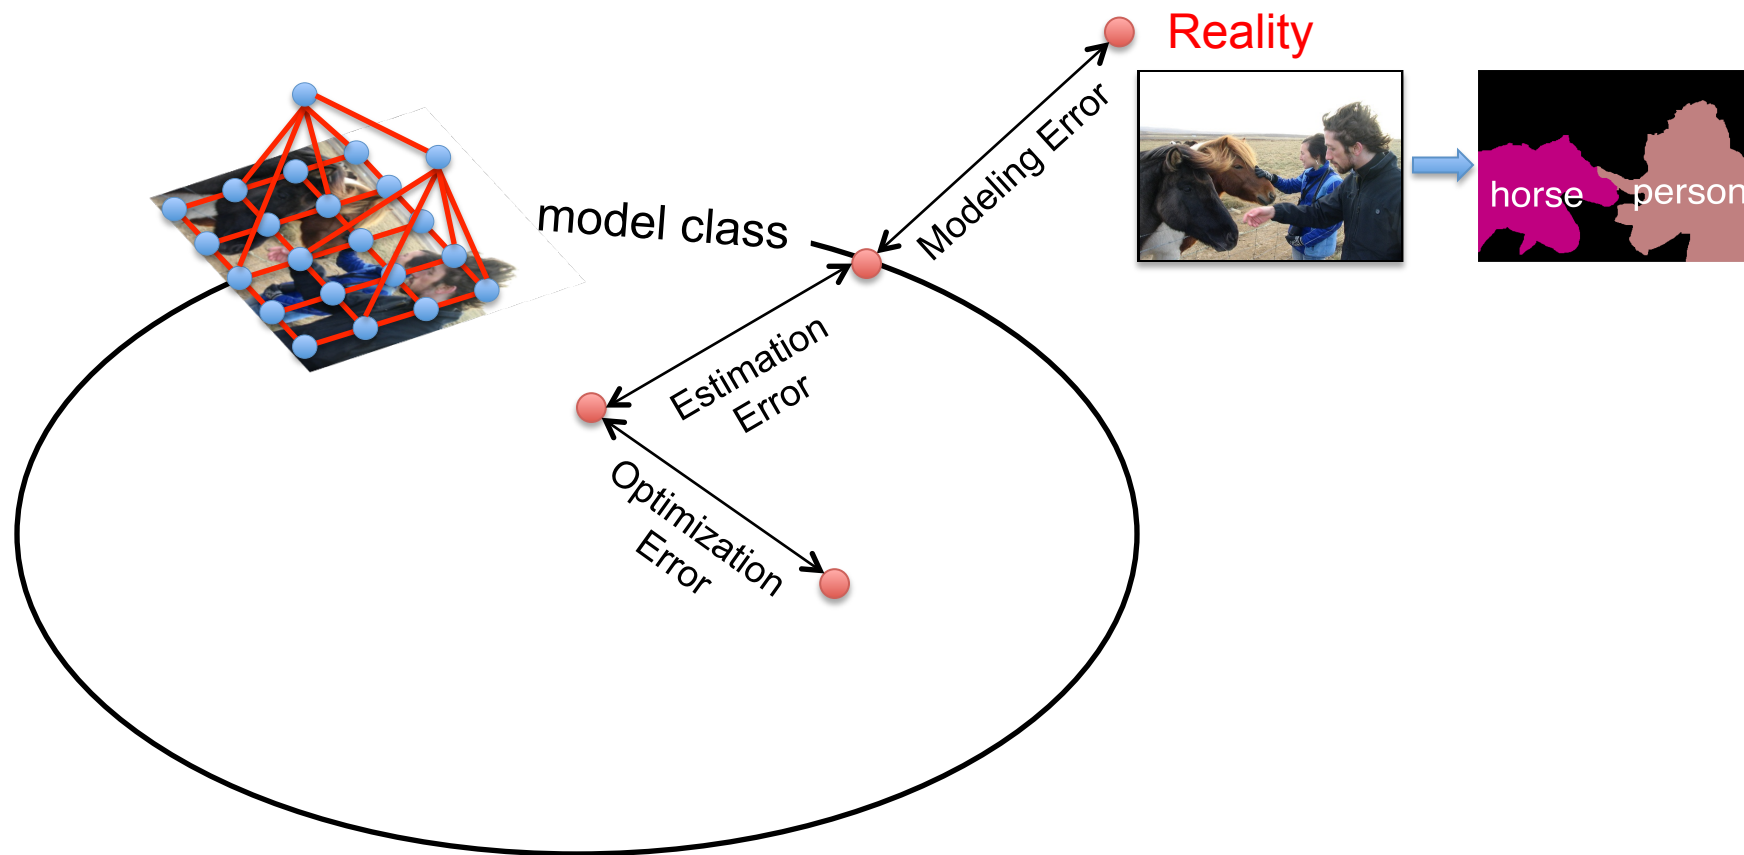 Reality
Modeling Error
horse
person
model class
Estimation
Error
Optimization
Error